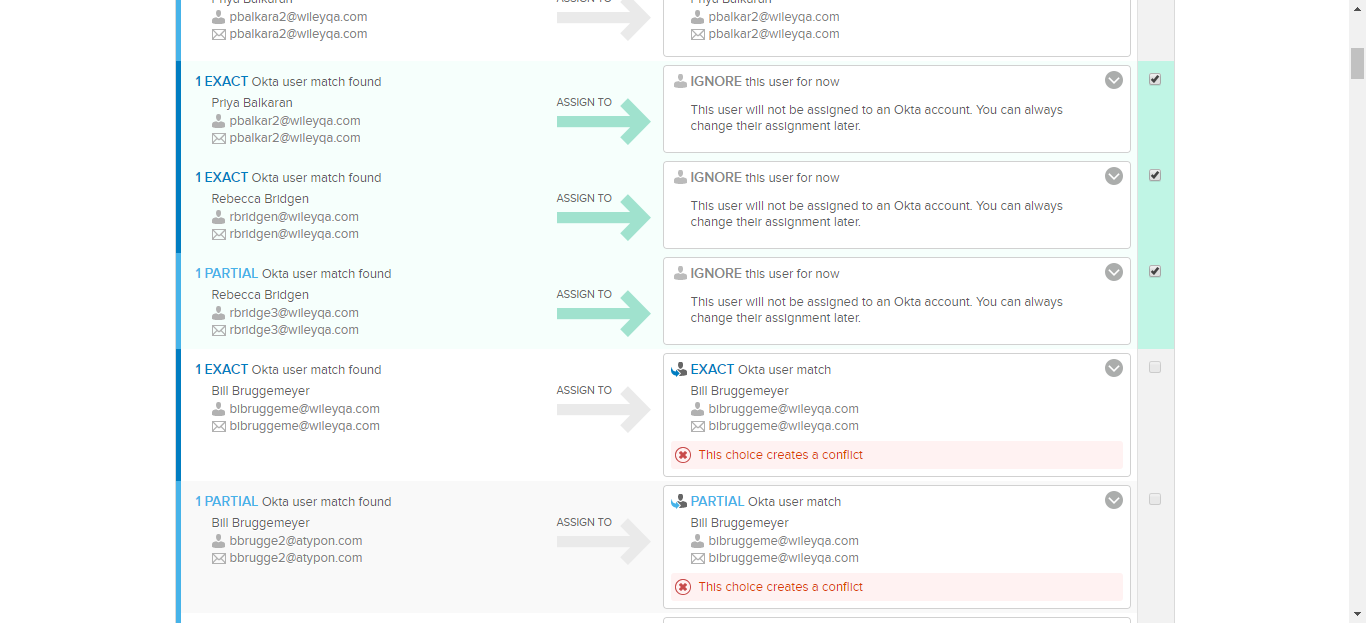 Priya Balkaran
pbalkara2@wileyqa.com
pbalkara2@wileyqa.com
ASSIGN TO
Priya Balkaran
pbalkar2@wileyqa.com
pbalkar2@wileyqa.com
1 EXACT Okta user match found
Priya Balkaran
pbalkar2@wileyqa.com
pbalkar2@wileyqa.com
ASSIGN TO
IGNORE this user for now
This user will not be assigned to an Okta account. You can always
change their assignment later.
1 EXACT Okta user match found
Rebecca Bridgen
rbridgen@wileyqa.com
rbridgen@wileyqa.com
ASSIGN TO
IGNORE this user for now
This user will not be assigned to an Okta account. You can always
change their assignment later.
1 PARTIAL Okta user match found
Rebecca Bridgen
rbridge3@wileyqa.com
rbridge3@wileyqa.com
ASSIGN TO
IGNORE this user for now
This user will not be assigned to an Okta account. You can always
change their assignment later.
1 EXACT Okta user match found
Bill Bruggemeyer
bibruggeme@wileyqa.com
bibruggeme@wileyqa.com
ASSIGN TO
EXACT Okta user match
Bill Bruggemeyer
bibruggeme@wileyqa.com
bibruggeme@wileyqa.com
This choice creates a conflict
1 PARTIAL Okta user match found
Bill Bruggemeyer
bbrugge2@atypon.com
bbrugge2@atypon.com
ASSIGN TO
PARTIAL Okta user match
Bill Bruggemeyer
bibruggeme@wileyqa.com
bibruggeme@wileyqa.com
This choice creates a conflict